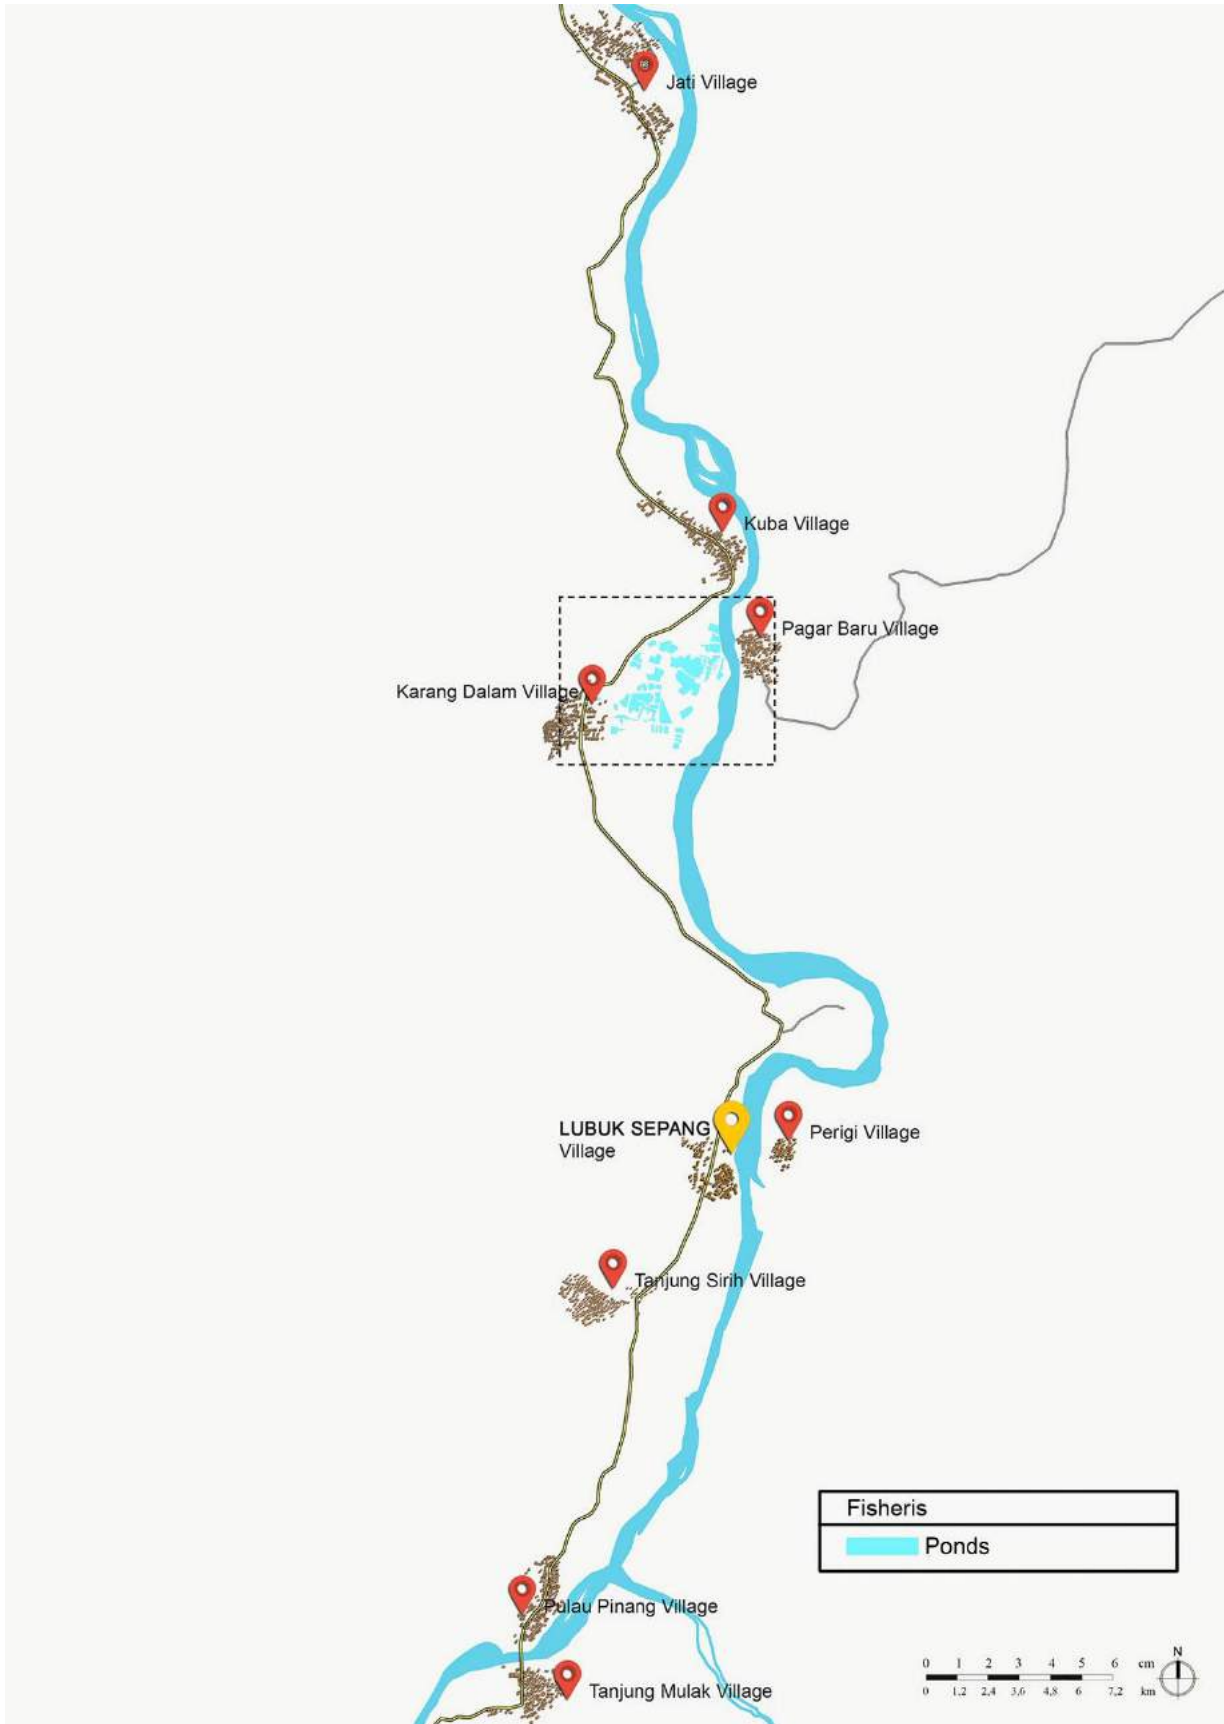 Jati Village
Kuba Village
Pagar Baru Village
Karang Dalam Village
LUBUK SEPANG
Village
Perigi Village
Tanjung Sirih Village
Fisheris
Ponds
Pulau Pinang Village
Tanjung Mulak Village
0 1 2 3 4 5 6 cm
0 1,2 2,4 3,6 4,8 6 7,2 km
N